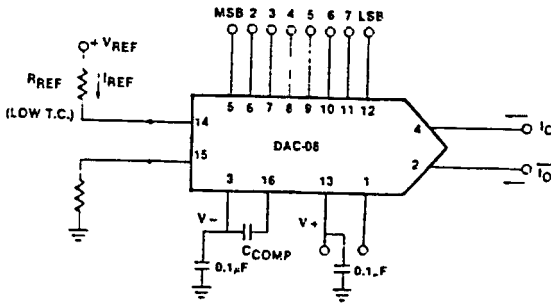 MSB 2 3 4 5 6 7 LSB
+ VREF
RREF
IREF
(LOW T.C.)
5 6 7 8 9 10 11 12
14
DAC-08
4
IO
15
2
IO
3 16 13 1
V−
V+
CCOMP
0.1μF
0.1μF